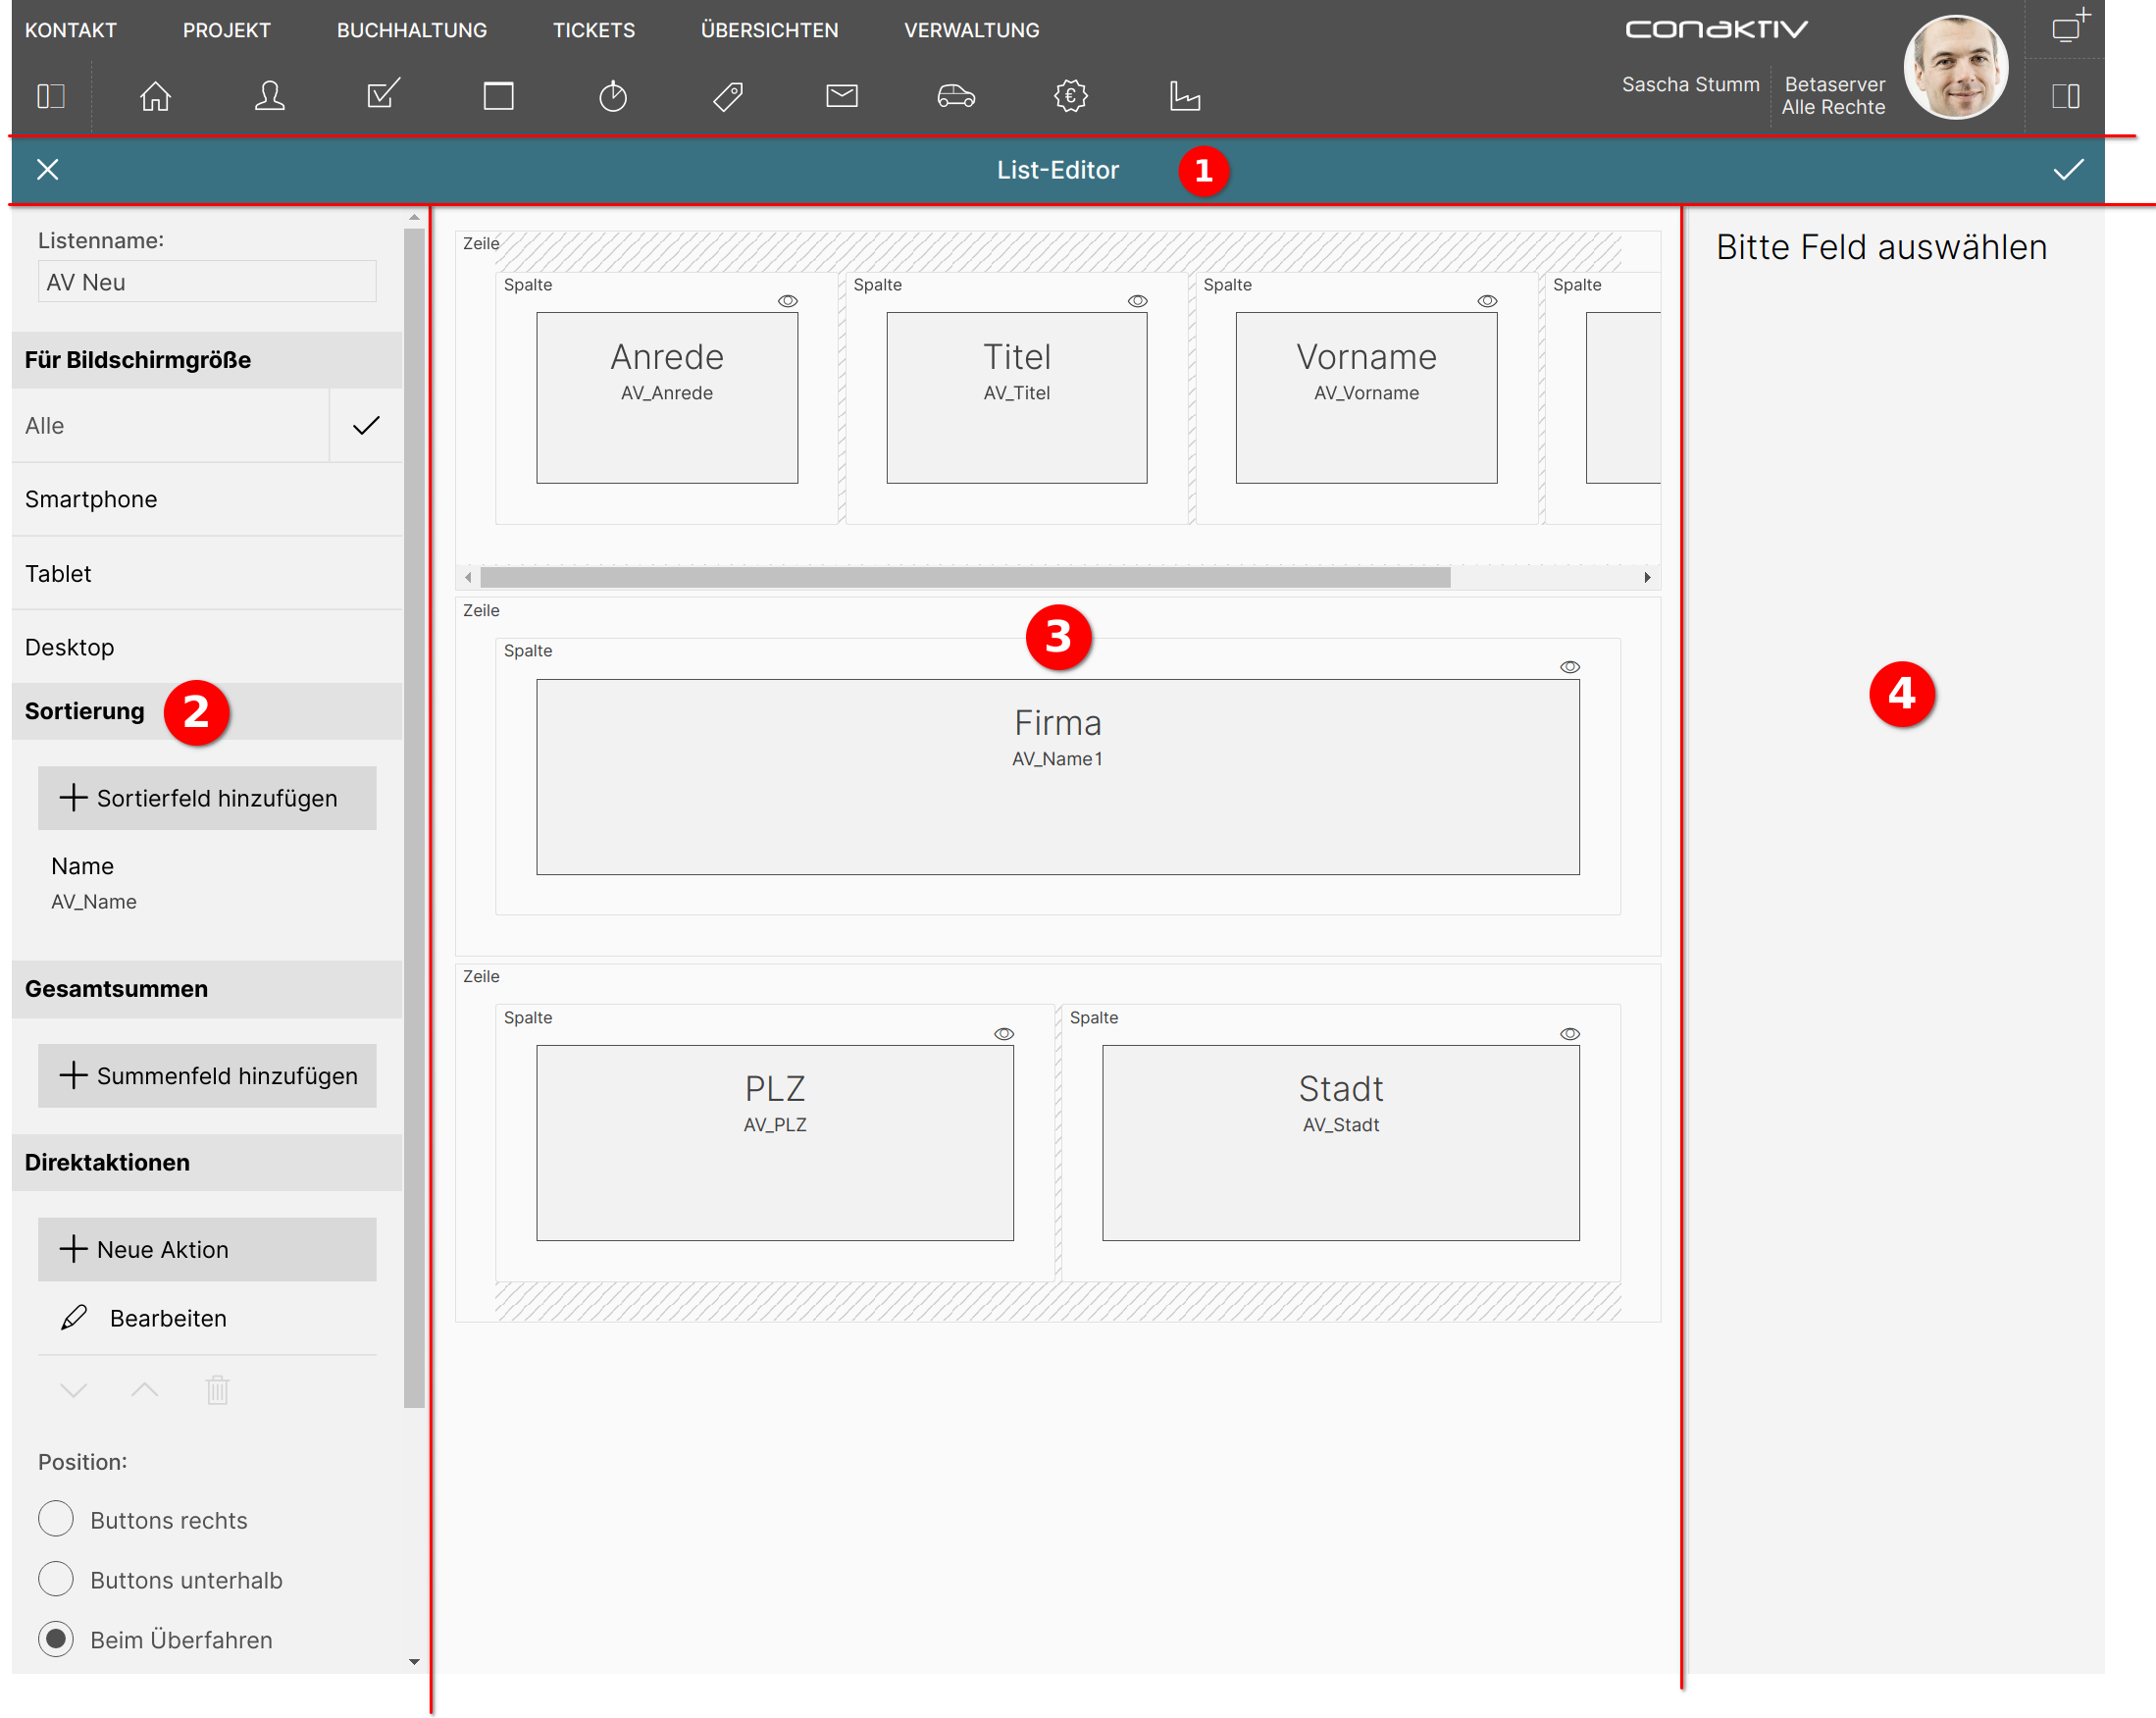 KONTAKT PROJEKT BUCHHALTUNG TICKETS ÜBERSICHTEN VERWALTUNG
conaktiv
Sascha Stumm
Betaserver
Alle Rechte
List-Editor
1
Listenname:
AV Neu
Für Bildschirmgröße
Alle
Smartphone
Tablet
Desktop
Sortierung
2
Sortierfeld hinzufügen
Name
AV_Name
Gesamtsummen
Summenfeld hinzufügen
Direktaktionen
Neue Aktion
Bearbeiten
Position:
Buttons rechts
Buttons unterhalb
Beim Überfahren
Zeile
Spalte Spalte Spalte Spalte
Anrede Titel Vorname
AV_Anrede AV_Titel AV_Vorname
Zeile
3
Spalte
Firma
AV_Name1
Zeile
Spalte Spalte
PLZ Stadt
AV_PLZ AV_Stadt
Bitte Feld auswählen
4